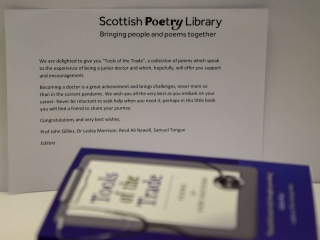 Scottish Poetry Library
Bringing people and poems together
We are delighted to give you "Tools of the Trade", a collection of poems which speak
to the experience of being a junior doctor and which, hopefully, will offer you support
and encouragement.
Becoming a doctor is a great achievement and brings challenges, never more so
than in the current pandemic. We wish you all the very best as you embark on your
career. Never be reluctant to seek help when you need it; perhaps in this little book
you will find a friend to share your journey.
Congratulations and very best wishes,
Prof John Gillies, Dr Lesley Morrison, Revd Ali Newell, Samuel Tongue
Editors
Tools
of the
Trade